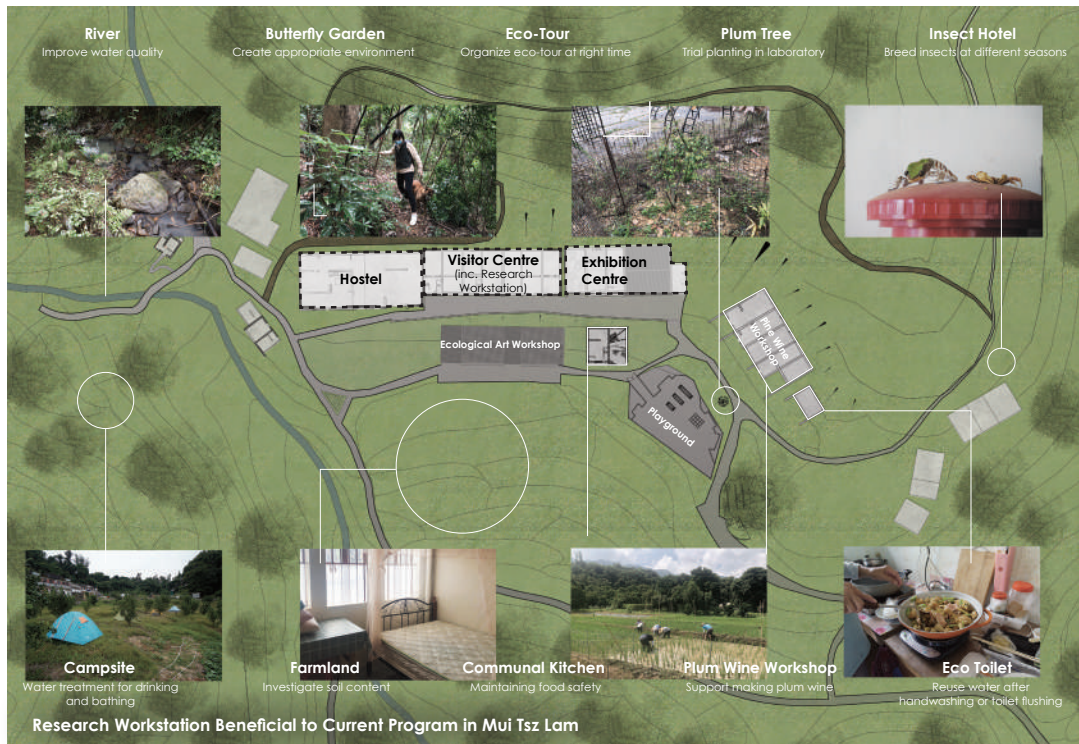 River
Improve water quality
Butterfly Garden
Create appropriate environment
Eco-Tour
Organize eco-tour at right time
Plum Tree
Trial planting in laboratory
Insect Hotel
Breed insects at different seasons
Hostel
Visitor Centre
(inc. Research
Workstation)
Exhibition
Centre
Ecological Art Workshop
Pine Wine
Workshop
Playground
Campsite
Water treatment for drinking
and bathing
Farmland
Investigate soil content
Communal Kitchen
Maintaining food safety
Plum Wine Workshop
Support making plum wine
Eco Toilet
Reuse water after
handwashing or toilet flushing
Research Workstation Beneficial to Current Program in Mui Tsz Lam